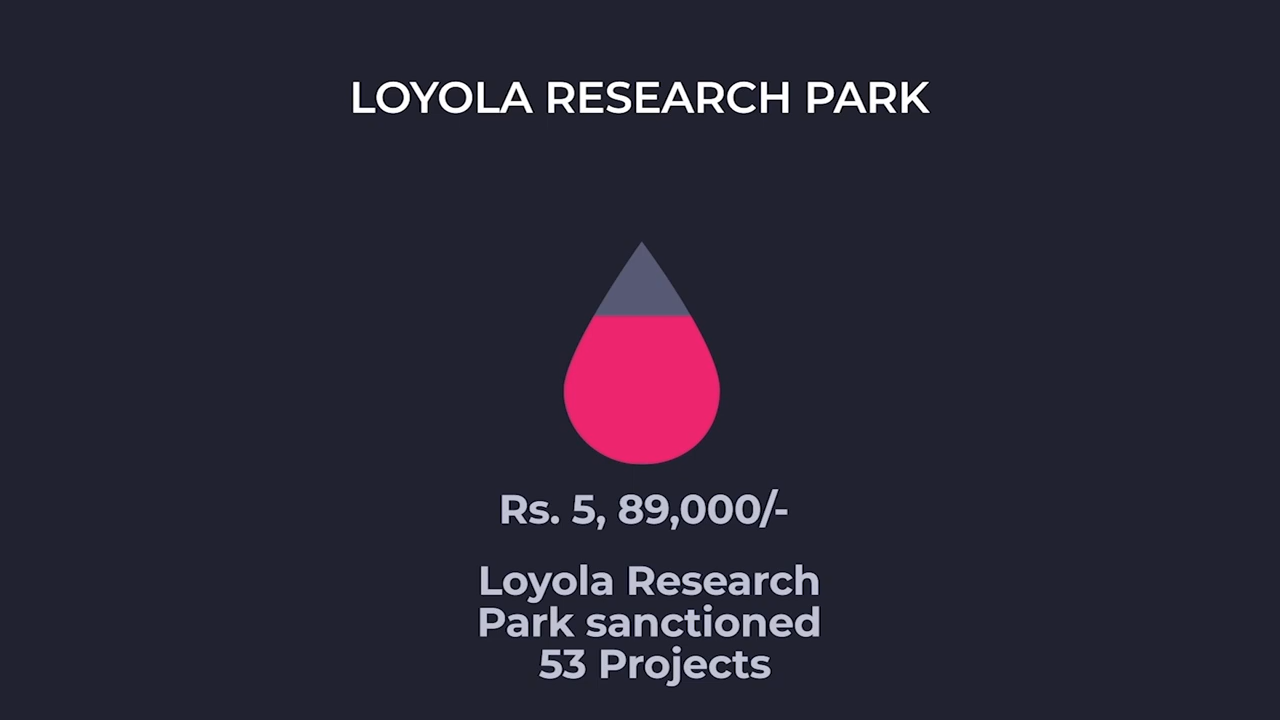 LOYOLA RESEARCH PARK
Rs. 5, 89,000/-
Loyola Research
Park sanctioned
53 Projects